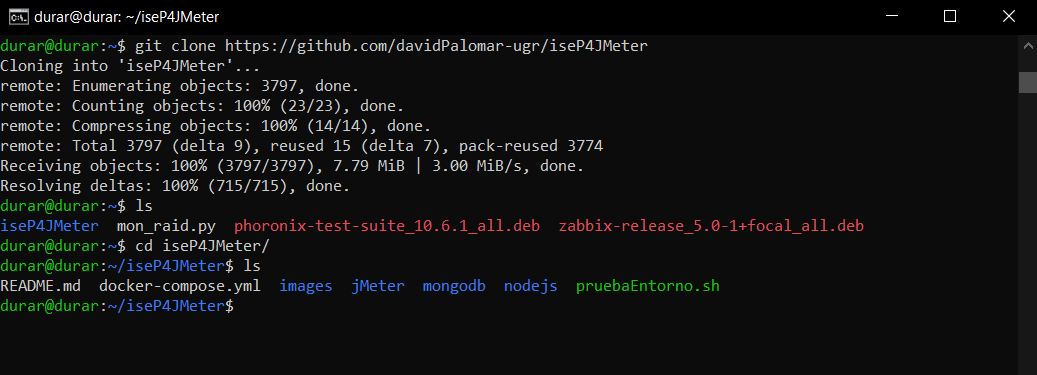 durar@durar: ~/iseP4JMeter
durar@durar:~$ git clone https://github.com/davidPalomar-ugr/iseP4JMeter
Cloning into 'iseP4JMeter'...
remote: Enumerating objects: 3797, done.
remote: Counting objects: 100% (23/23), done.
remote: Compressing objects: 100% (14/14), done.
remote: Total 3797 (delta 9), reused 15 (delta 7), pack-reused 3774
Receiving objects: 100% (3797/3797), 7.79 MiB | 3.00 MiB/s, done.
Resolving deltas: 100% (715/715), done.
durar@durar:~$ ls
iseP4JMeter  mon_raid.py  phoronix-test-suite_10.6.1_all.deb  zabbix-release_5.0-1+focal_all.deb
durar@durar:~$ cd iseP4JMeter/
durar@durar:~/iseP4JMeter$ ls
README.md  docker-compose.yml  images  jMeter  mongodb  nodejs  pruebaEntorno.sh
durar@durar:~/iseP4JMeter$